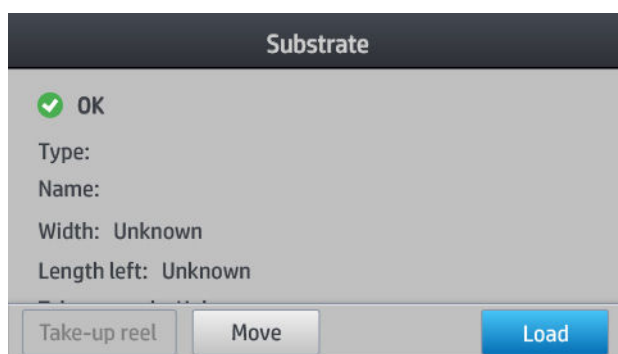 Substrate
OK
Type:
Name:
Width: Unknown
Length left: Unknown
Take-up reel
Move
Load